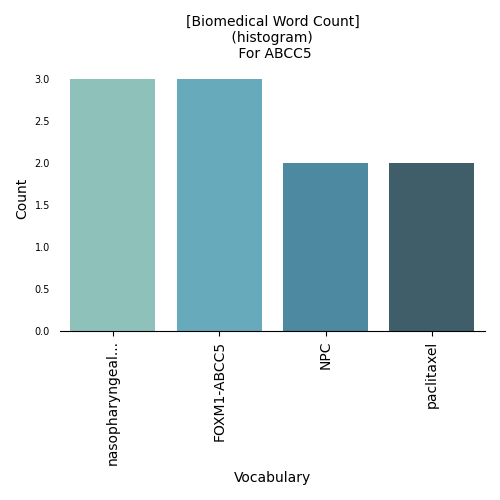 [Biomedical Word Count]
(histogram)
For ABCC5
3.0
2.5
2.0
1.5
1.0
0.5
0.0
Count
nasopharyngeal...
FOXM1-ABCC5
NPC
paclitaxel
Vocabulary